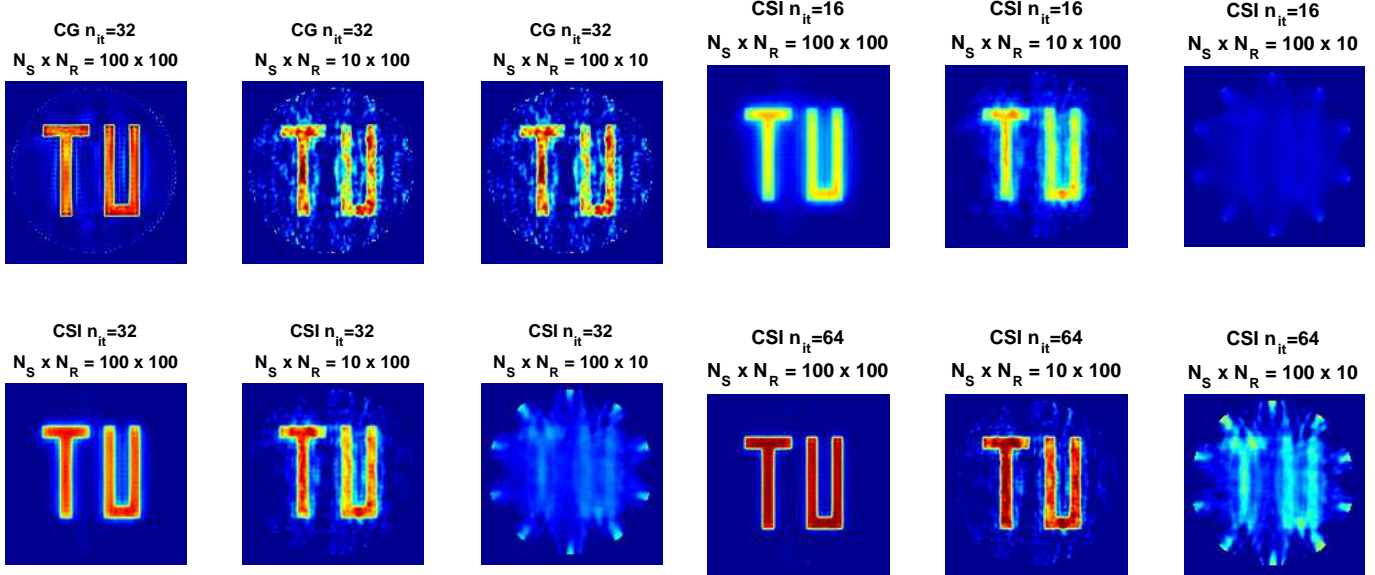 CG n_it=32
N_S x N_R = 100 x 100
TU
CG n_it=32
N_S x N_R = 10 x 100
TU
CG n_it=32
N_S x N_R = 100 x 10
TU
CSI n_it=16
N_S x N_R = 100 x 100
TU
CSI n_it=16
N_S x N_R = 10 x 100
TU
CSI n_it=16
N_S x N_R = 100 x 10
CSI n_it=32
N_S x N_R = 100 x 100
TU
CSI n_it=32
N_S x N_R = 10 x 100
TU
CSI n_it=32
N_S x N_R = 100 x 10
CSI n_it=64
N_S x N_R = 100 x 100
TU
CSI n_it=64
N_S x N_R = 10 x 100
TU
CSI n_it=64
N_S x N_R = 100 x 10